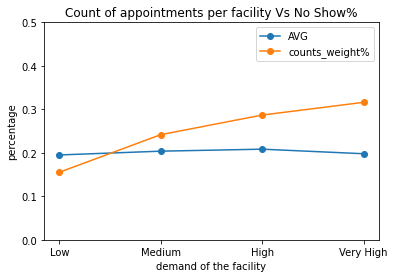 Count of appointments per facility Vs No Show%
AVG
counts_weight%
percentage
0.5
0.4
0.3
0.2
0.1
0.0
Low Medium High Very High
demand of the facility